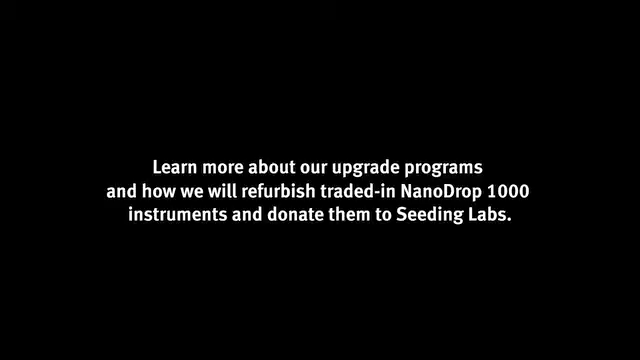 Learn more about our upgrade programs
and how we will refurbish traded-in NanoDrop 1000
instruments and donate them to Seeding Labs.